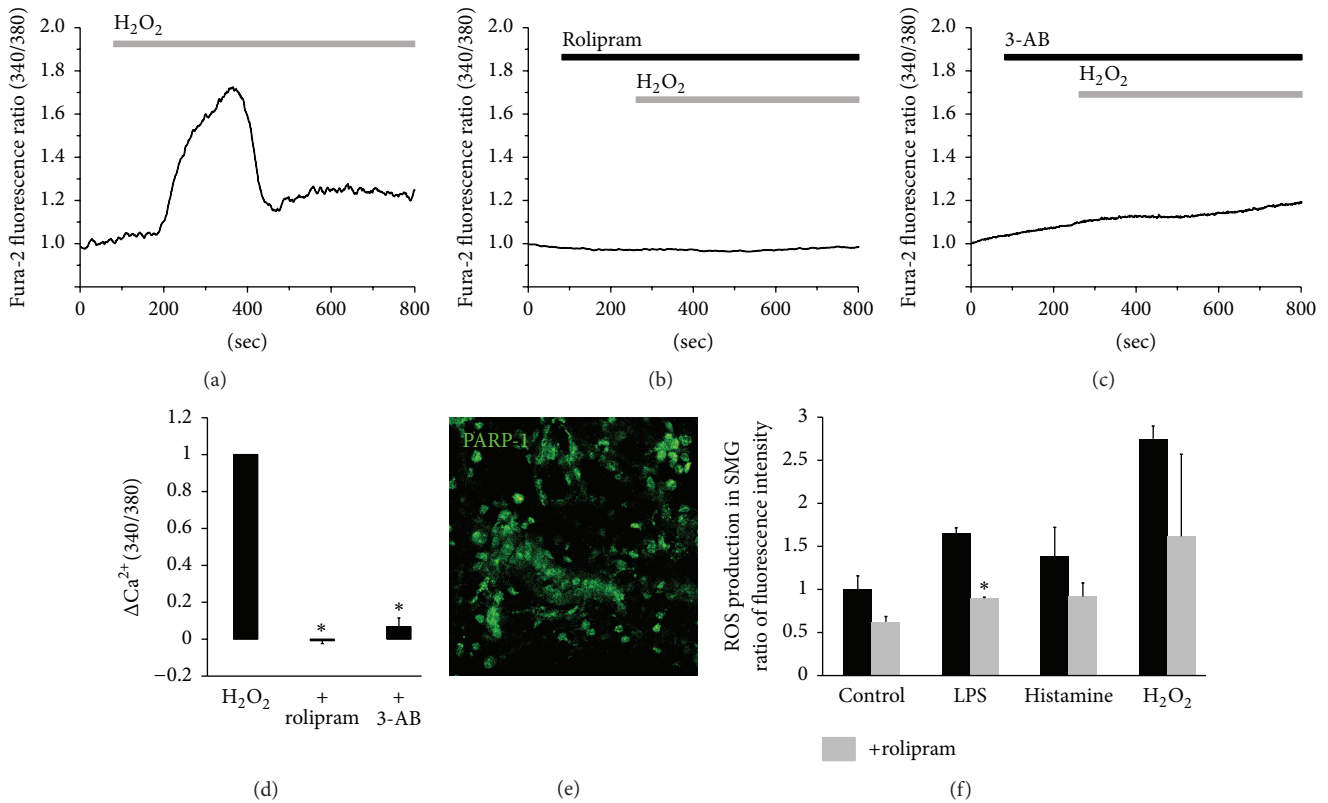 H₂O₂
Fura-2 fluorescence ratio (340/380)
2.0
1.8
1.6
1.4
1.2
1.0
0 200 400 600 800
(sec)
(a)
Rolipram
H₂O₂
Fura-2 fluorescence ratio (340/380)
2.0
1.8
1.6
1.4
1.2
1.0
0 200 400 600 800
(sec)
(b)
3-AB
H₂O₂
Fura-2 fluorescence ratio (340/380)
2.0
1.8
1.6
1.4
1.2
1.0
0 200 400 600 800
(sec)
(c)
ΔCa²⁺ (340/380)
1.2
1
0.8
0.6
0.4
0.2
0
−0.2
* *
H₂O₂ + +
rolipram 3-AB
(d)
PARP-1
(e)
ROS production in SMG
ratio of fluorescence intensity
3
2.5
2
1.5
1
0.5
1
*
Control LPS Histamine H₂O₂
+rolipram
(f)